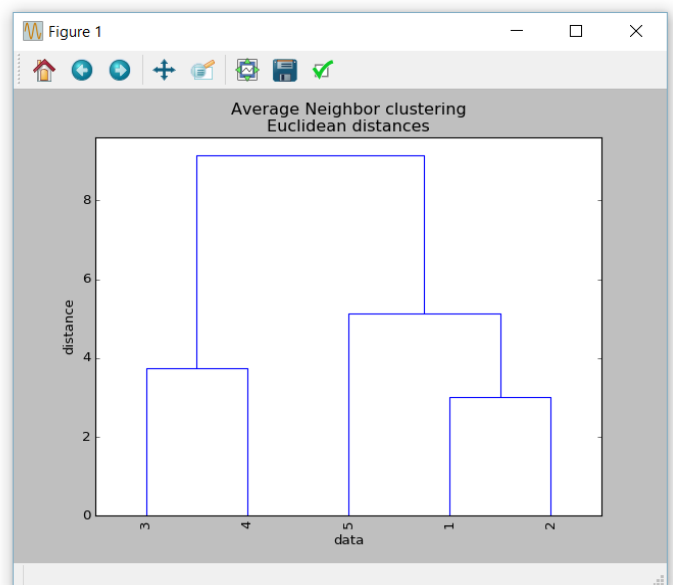 Figure 1
Average Neighbor clustering
Euclidean distances
8
6
4
2
0
distance
3 4 5 1 2
data